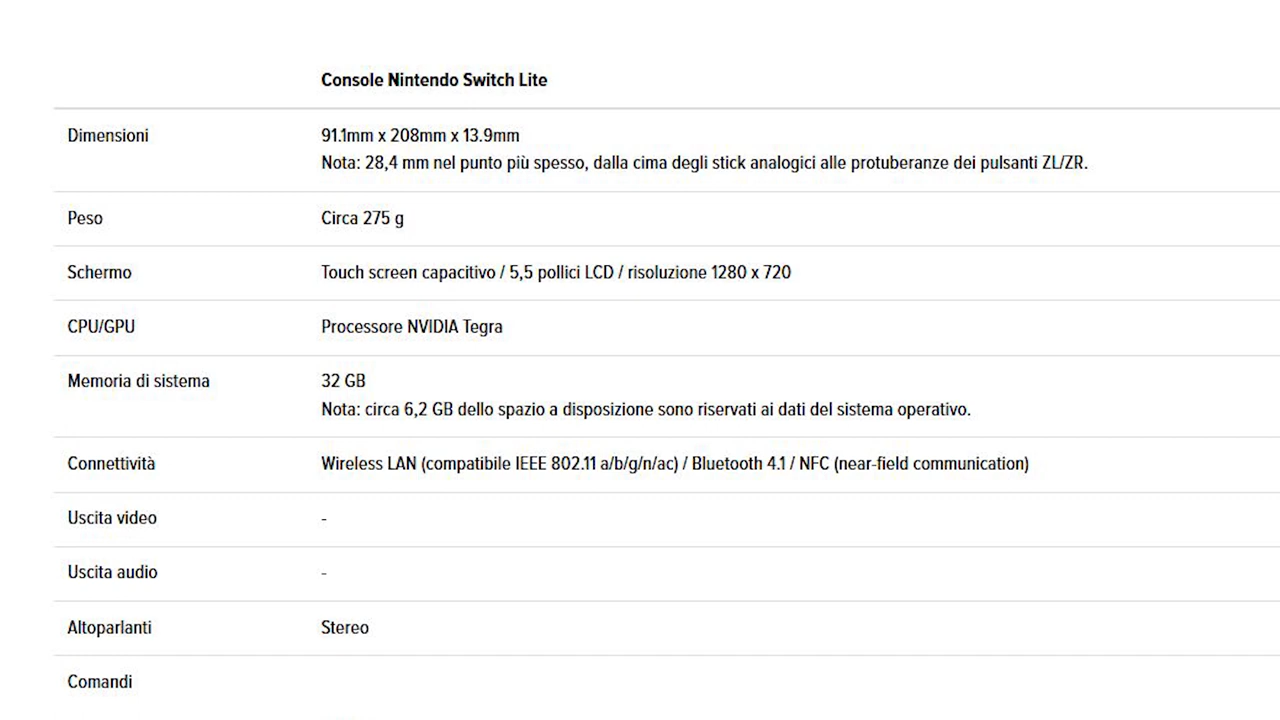 Console Nintendo Switch Lite
Dimensioni
91.1mm x 208mm x 13.9mm
Nota: 28,4 mm nel punto più spesso, dalla cima degli stick analogici alle protuberanze dei pulsanti ZL/ZR.
Peso
Circa 275 g
Schermo
Touch screen capacitivo / 5,5 pollici LCD / risoluzione 1280 x 720
CPU/GPU
Processore NVIDIA Tegra
Memoria di sistema
32 GB
Nota: circa 6,2 GB dello spazio a disposizione sono riservati ai dati del sistema operativo.
Connettività
Wireless LAN (compatibile IEEE 802.11 a/b/g/n/ac) / Bluetooth 4.1 / NFC (near-field communication)
Uscita video
-
Uscita audio
-
Altoparlanti
Stereo
Comandi